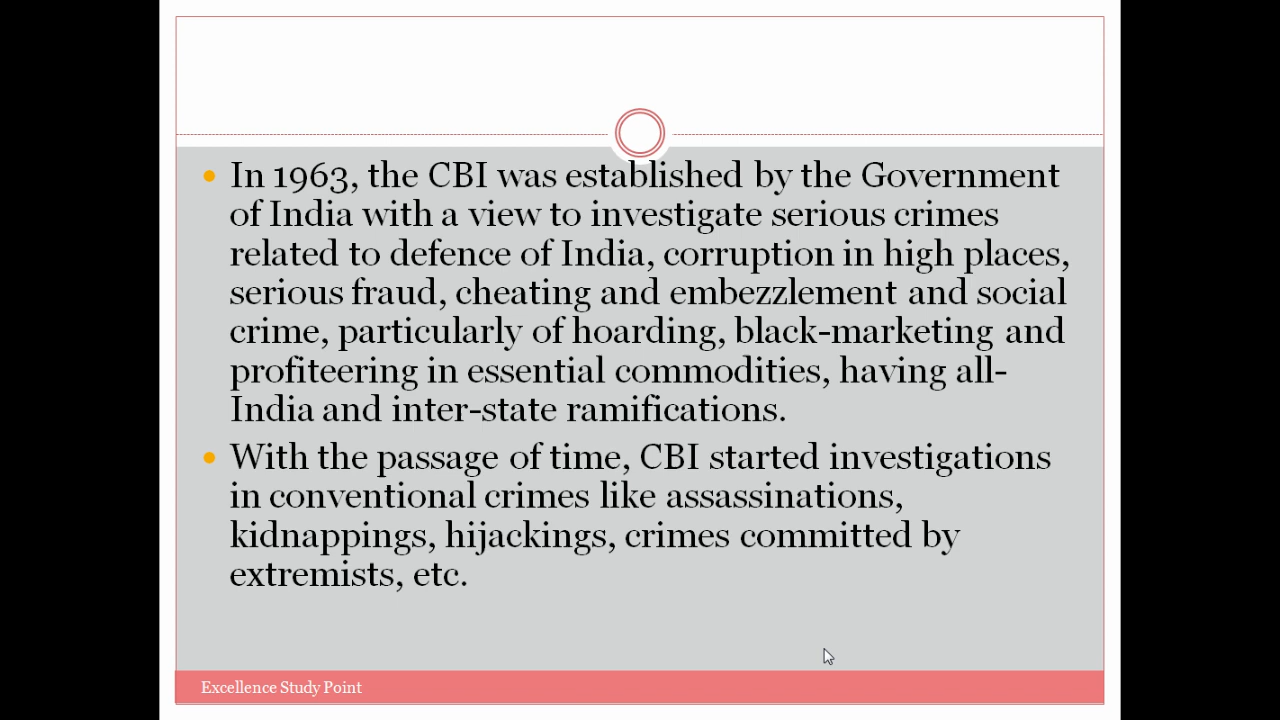 In 1963, the CBI was established by the Government
of India with a view to investigate serious crimes
related to defence of India, corruption in high places,
serious fraud, cheating and embezzlement and social
crime, particularly of hoarding, black-marketing and
profiteering in essential commodities, having all-
India and inter-state ramifications.
With the passage of time, CBI started investigations
in conventional crimes like assassinations,
kidnappings, hijackings, crimes committed by
extremists, etc.
Excellence Study Point